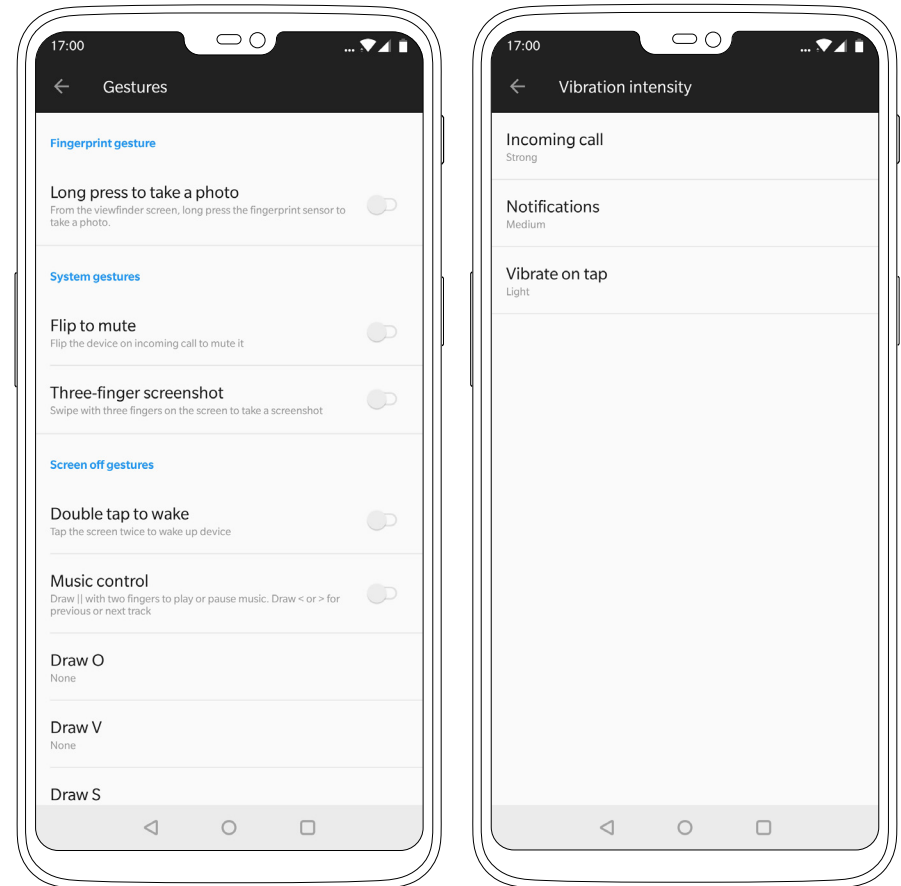 17:00
Gestures
Fingerprint gesture
Long press to take a photo
From the viewfinder screen, long press the fingerprint sensor to
take a photo.
System gestures
Flip to mute
Flip the device on incoming call to mute it
Three-finger screenshot
Swipe with three fingers on the screen to take a screenshot
Screen off gestures
Double tap to wake
Tap the screen twice to wake up device
Music control
Draw || with two fingers to play or pause music. Draw < or > for
previous or next track
Draw O
None
Draw V
None
Draw S
17:00
Vibration intensity
Incoming call
Strong
Notifications
Medium
Vibrate on tap
Light